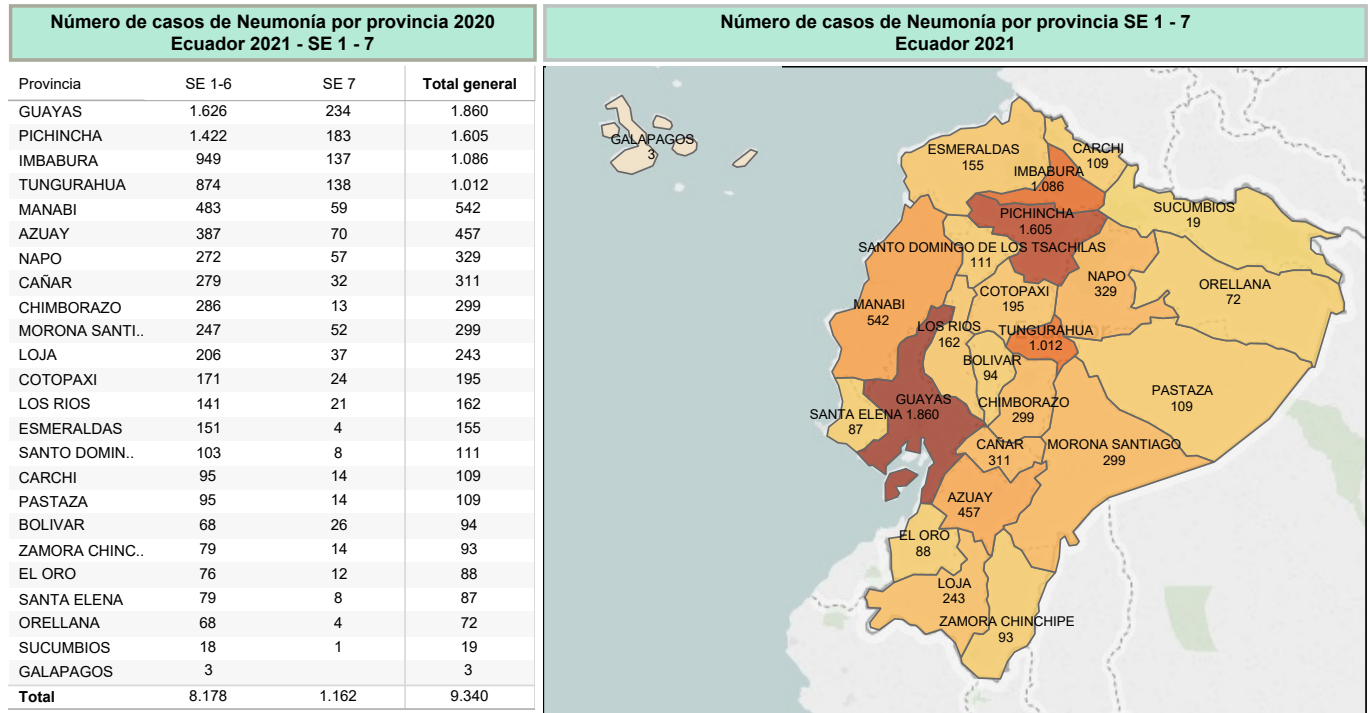 Número de casos de Neumonía por provincia 2020
Ecuador 2021 - SE 1 - 7
Provincia SE 1-6 SE 7 Total general
GUAYAS 1.626 234 1.860
PICHINCHA 1.422 183 1.605
IMBABURA 949 137 1.086
TUNGURAHUA 874 138 1.012
MANABI 483 59 542
AZUAY 387 70 457
NAPO 272 57 329
CAÑAR 279 32 311
CHIMBORAZO 286 13 299
MORONA SANTI.. 247 52 299
LOJA 206 37 243
COTOPAXI 171 24 195
LOS RIOS 141 21 162
ESMERALDAS 151 4 155
SANTO DOMIN.. 103 8 111
CARCHI 95 14 109
PASTAZA 95 14 109
BOLIVAR 68 26 94
ZAMORA CHINC.. 79 14 93
EL ORO 76 12 88
SANTA ELENA 79 8 87
ORELLANA 68 4 72
SUCUMBIOS 18 1 19
GALAPAGOS 3 3
Total 8.178 1.162 9.340
Número de casos de Neumonía por provincia SE 1 - 7
Ecuador 2021
GALAPAGOS
3
ESMERALDAS
155
CARCHI
109
IMBABURA
1.086
SUCUMBIOS
19
PICHINCHA
1.605
SANTO DOMINGO DE LOS TSACHILAS
111
NAPO
329
ORELLANA
72
COTOPAXI
195
MANABI
542
LOS RIOS
162
TUNGURAHUA
1.012
BOLIVAR
94
PASTAZA
109
GUAYAS
1.860
SANTA ELENA
87
CHIMBORAZO
299
CAÑAR
311
MORONA SANTIAGO
299
AZUAY
457
EL ORO
88
LOJA
243
ZAMORA CHINCHIPE
93